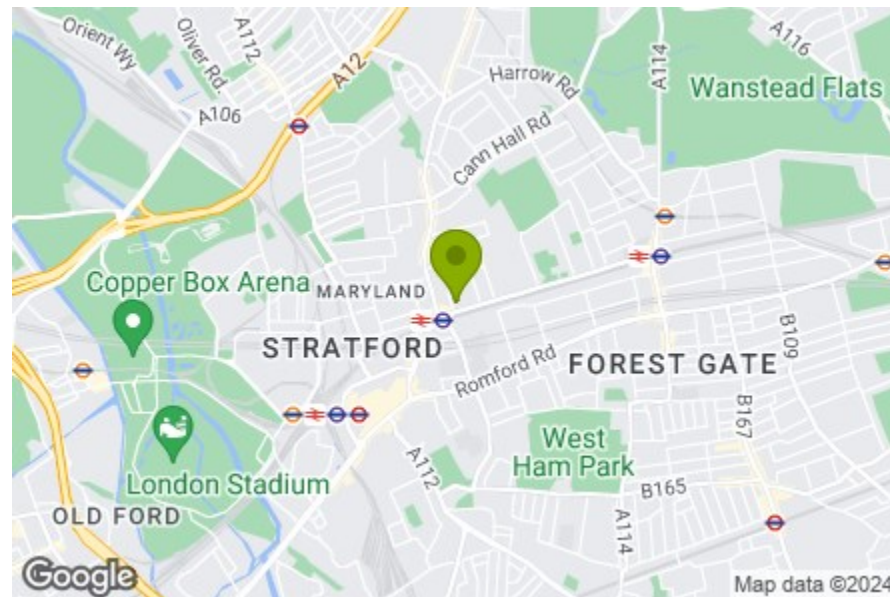 Orient Wy
Oliver Rd.
A112
A12
A106
Harrow Rd
A114
A116
Wanstead Flats
Cann Hall Rd
Copper Box Arena
MARYLAND
STRATFORD
Romford Rd
FOREST GATE
B109
B167
West
Ham Park
A112
London Stadium
B165
OLD FORD
A114
Google
Map data ©2024